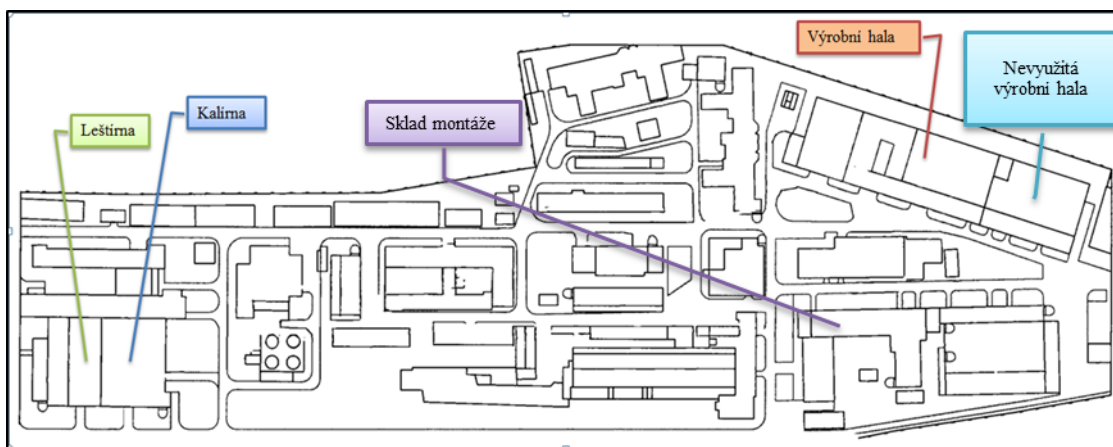 Výrobní hala
Nevyužitá
výrobní hala
Leštírna
Kalírna
Sklad montáže